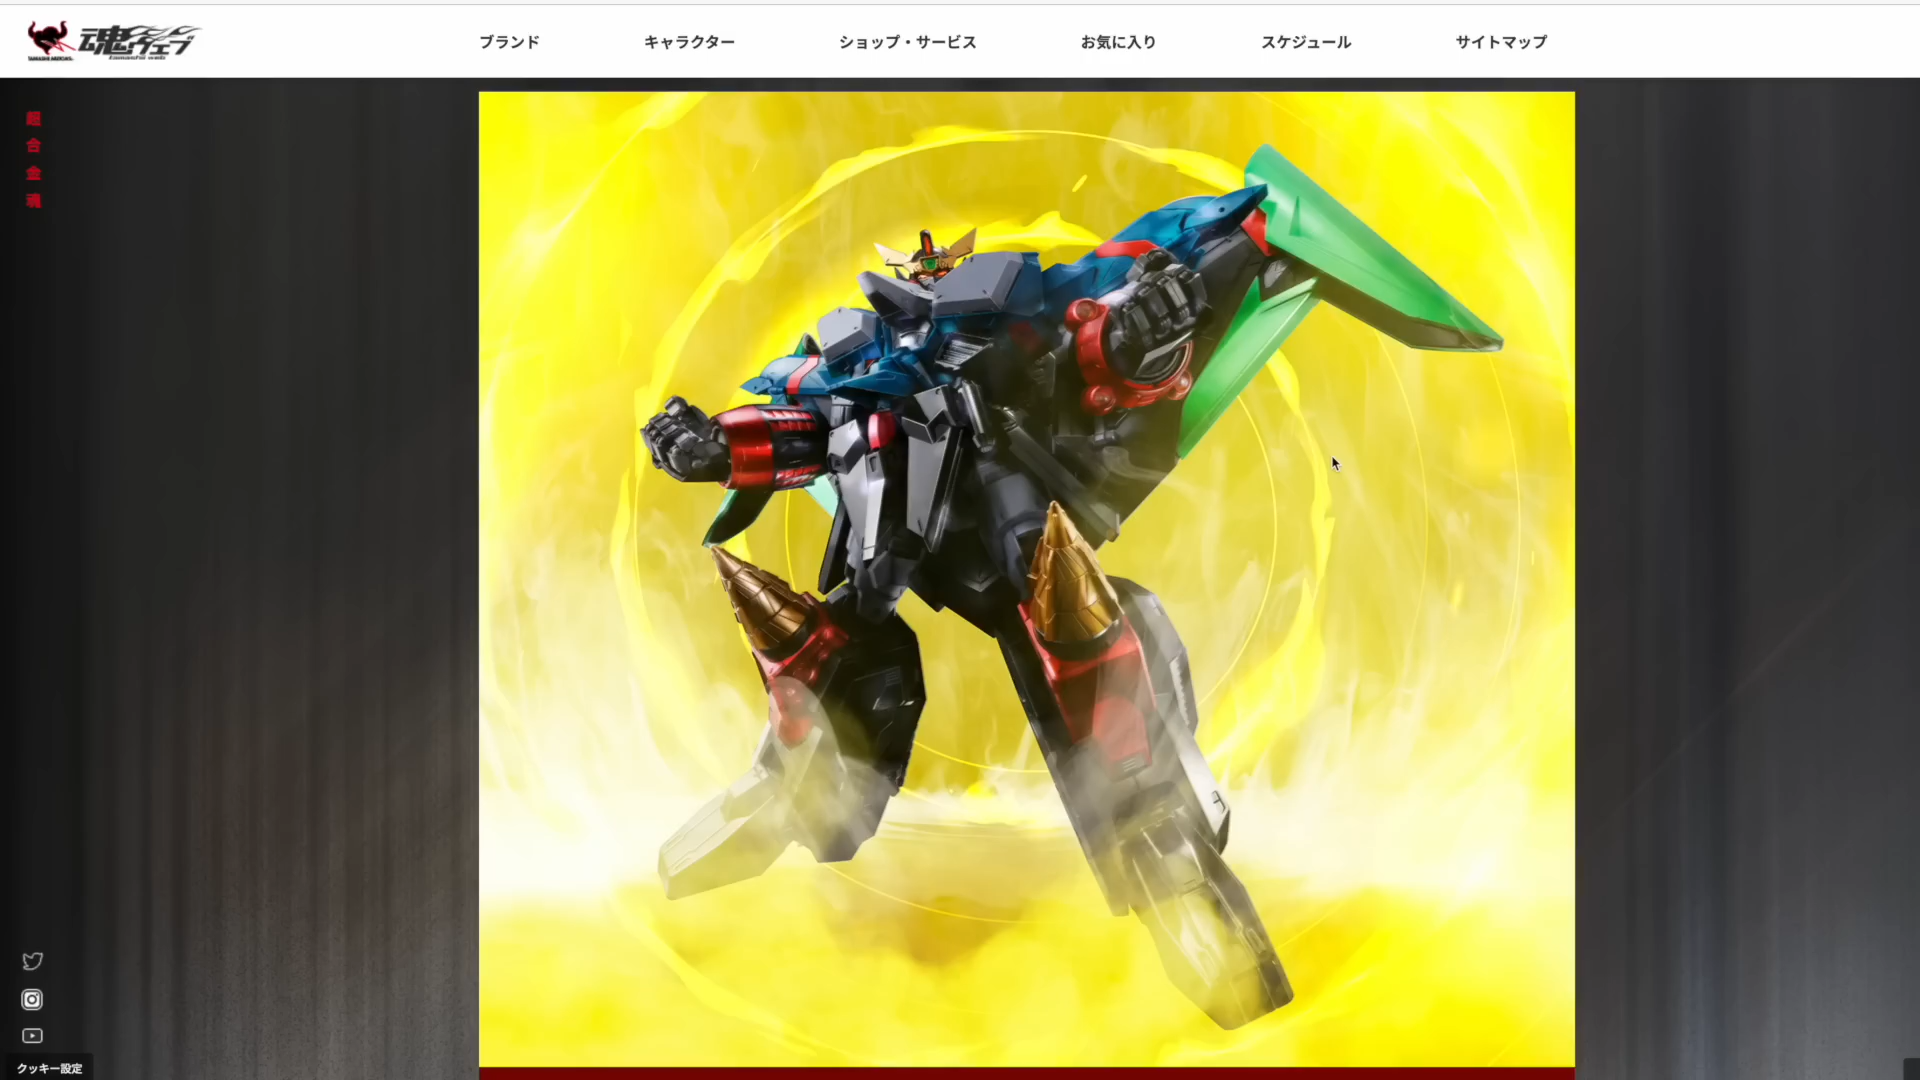 魂ウェブ
tamashii web
ブランド
キャラクター
ショップ・サービス
お気に入り
スケジュール
サイトマップ
超合金魂
クッキー設定